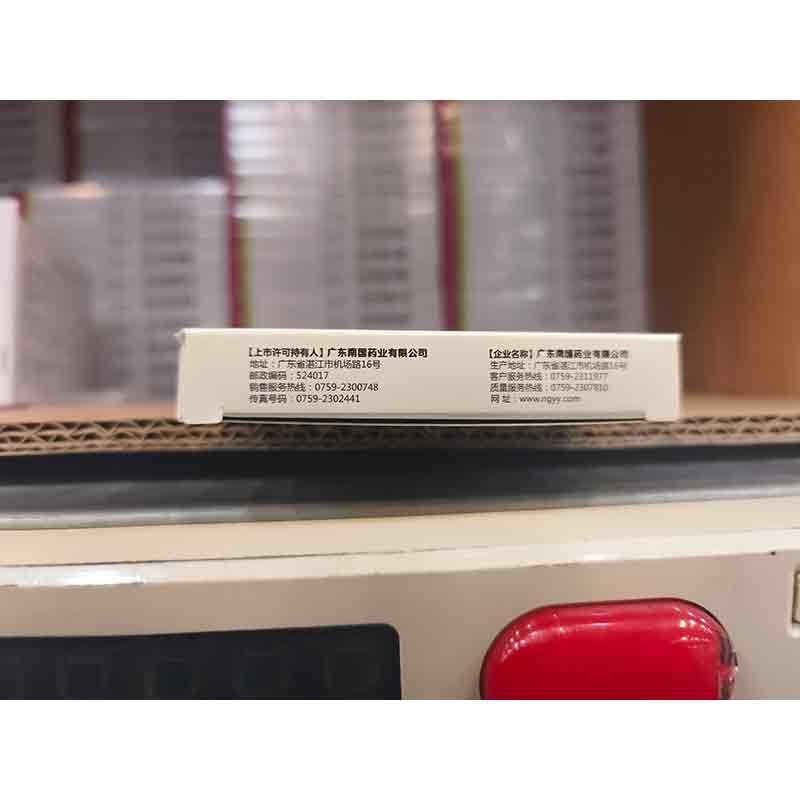 【上市许可持有人】广东南国药业有限公司
地址：广东省湛江市机场路16号
邮政编码：524017
销售服务热线：0759-2300748
传真号码：0759-2302441
【企业名称】广东南国药业有限公司
生产地址：广东省湛江市机场路16号
客户服务热线：0759-2311977
质量服务热线：0759-2307810
网址：www.ngyy.com